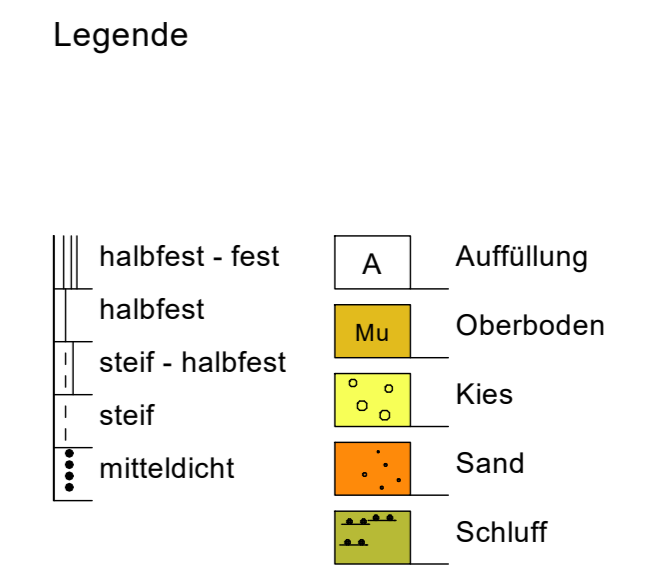 Legende
halbfest - fest
halbfest
steif - halbfest
steif
mitteldicht
A Auffüllung
Mu Oberboden
Kies
Sand
Schluff